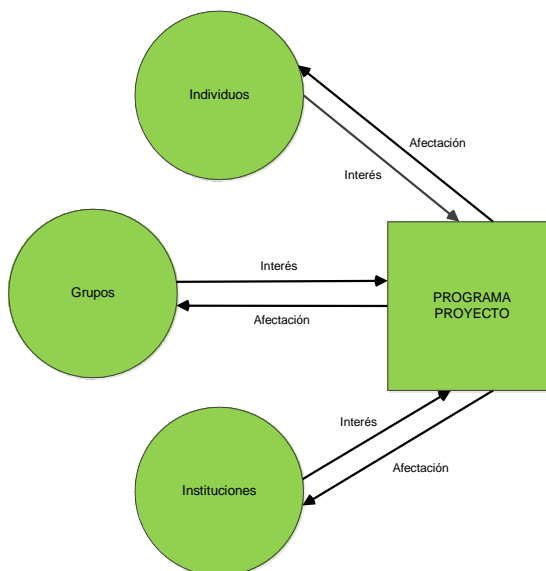 Individuos
Afectación
Interés
Interés
Grupos
Afectación
PROGRAMA
PROYECTO
Interés
Afectación
Instituciones